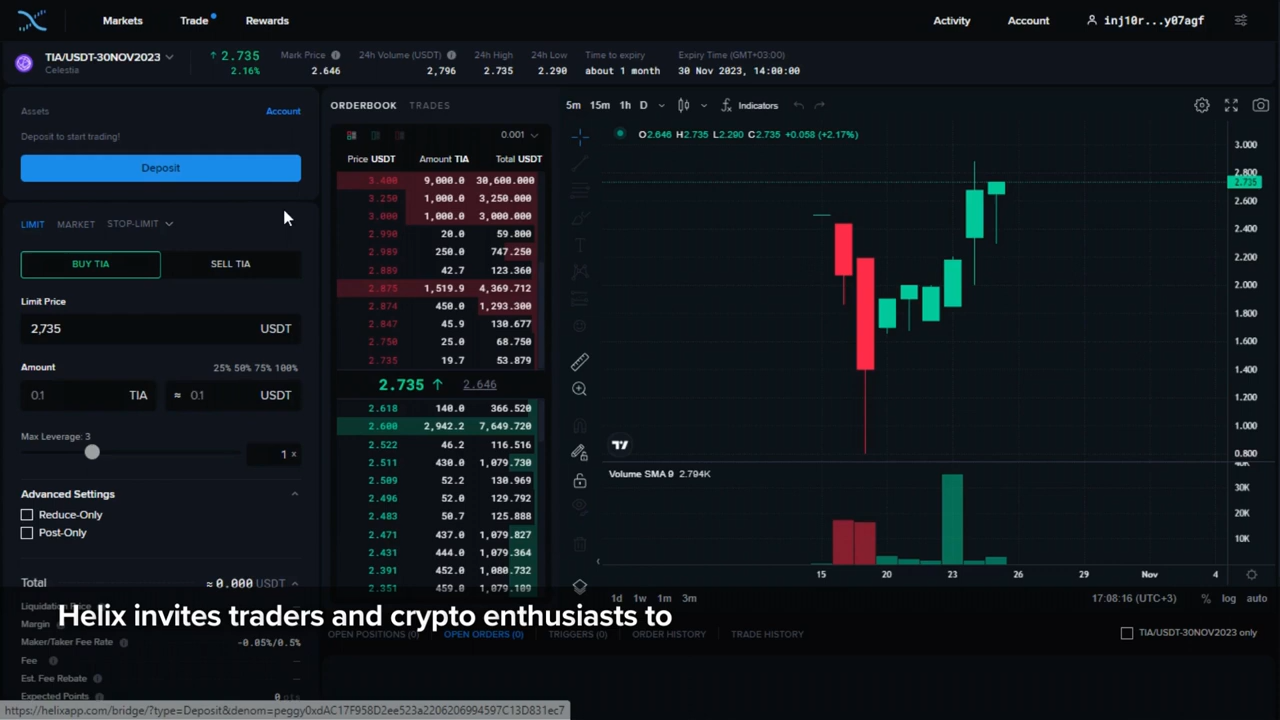 Markets Trade Rewards Activity Account inj10r...y07agf
TIA/USDT-30NOV2023
Celestia
↑ 2.735
2.16%
Mark Price
2.646
24h Volume (USDT)
2,796
24h High
2.735
24h Low
2.290
Time to expiry
about 1 month
Expiry Time (GMT+03:00)
30 Nov 2023, 14:00:00
Assets Account
Deposit to start trading!
Deposit
LIMIT MARKET STOP-LIMIT
BUY TIA SELL TIA
Limit Price
2,735 USDT
Amount 25% 50% 75% 100%
0.1 TIA ≈ 0.1 USDT
Max Leverage: 3
1 x
Advanced Settings
Reduce-Only
Post-Only
Total ≈ 0.000 USDT
Margin
Maker/Taker Fee Rate -0.05%/0.5%
Fee —
Est. Fee Rebate —
Expected Points 0 pts
ORDERBOOK TRADES
0.001
Price USDT Amount TIA Total USDT
3.400 9,000.0 30,600.000
3.250 1,000.0 3,250.000
3.000 1,000.0 3,000.000
2.990 20.0 59.800
2.989 250.0 747.250
2.889 42.7 123.360
2.875 1,519.9 4,369.712
2.874 450.0 1,293.300
2.847 45.9 130.677
2.750 25.0 68.750
2.735 19.7 53.879
2.735 ↑ 2.646
2.618 140.0 366.520
2.600 2,942.2 7,649.720
2.522 46.2 116.516
2.511 430.0 1,079.730
2.509 52.2 130.969
2.496 52.0 129.792
2.483 50.7 125.888
2.471 437.0 1,079.827
2.431 444.0 1,079.364
2.391 452.0 1,080.732
2.351 459.0 1,079.109
5m 15m 1h D Indicators
O2.646 H2.735 L2.290 C2.735 +0.058 (+2.17%)
3.000
2.800
2.735
2.600
2.400
2.200
2.000
1.800
1.600
1.400
1.200
1.000
0.800
Volume SMA 9 2.794K
40K
30K
20K
10K
15 20 23 26 29 Nov 4
1d 1w 1m 3m 17:08:16 (UTC+3) % log auto
Helix invites traders and crypto enthusiasts to
OPEN POSITIONS (0) OPEN ORDERS (0) TRIGGERS (0) ORDER HISTORY TRADE HISTORY TIA/USDT-30NOV2023 only
https://helixapp.com/bridge/?type=Deposit&denom=peggy0xdAC17F958D2ee523a2206206994597C13D831ec7